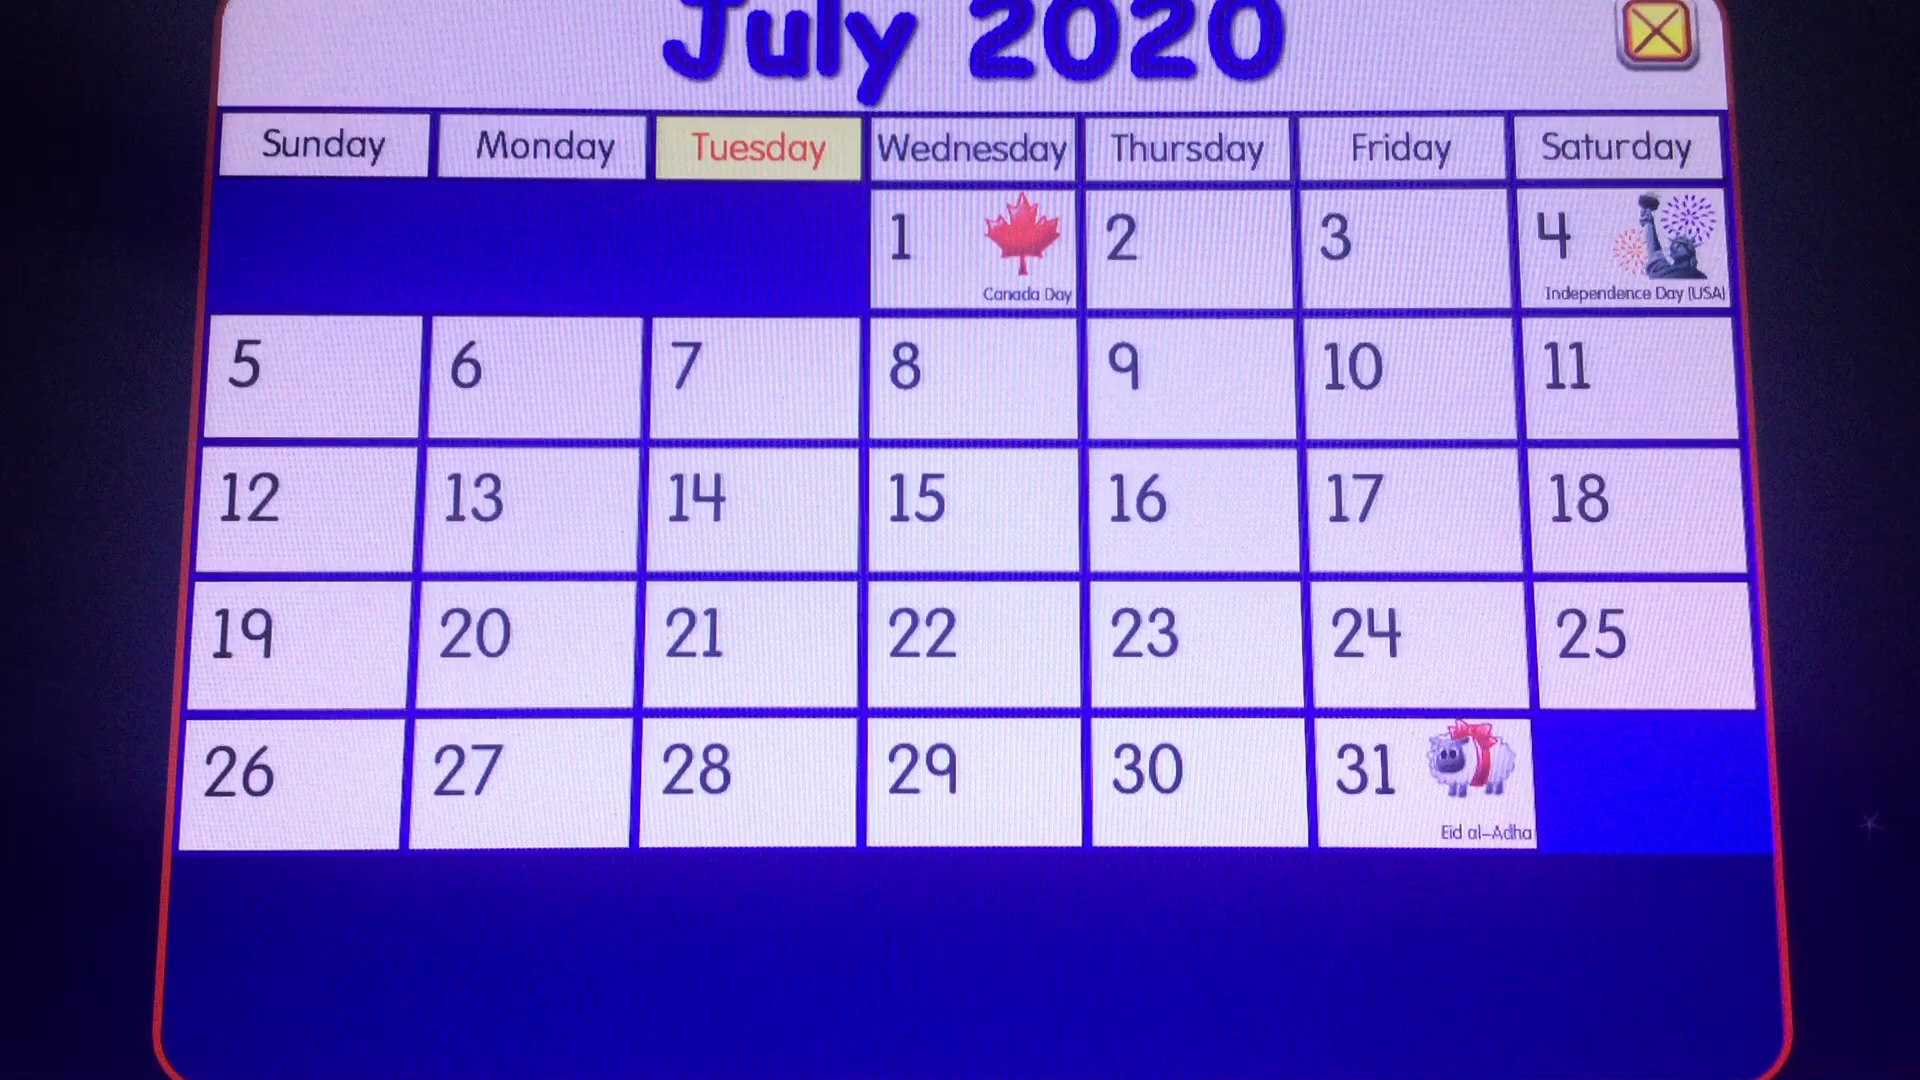 July 2020
Sunday Monday Tuesday Wednesday Thursday Friday Saturday
1 2 3 4
Canada Day Independence Day (USA)
5 6 7 8 9 10 11
12 13 14 15 16 17 18
19 20 21 22 23 24 25
26 27 28 29 30 31
Eid al-Adha